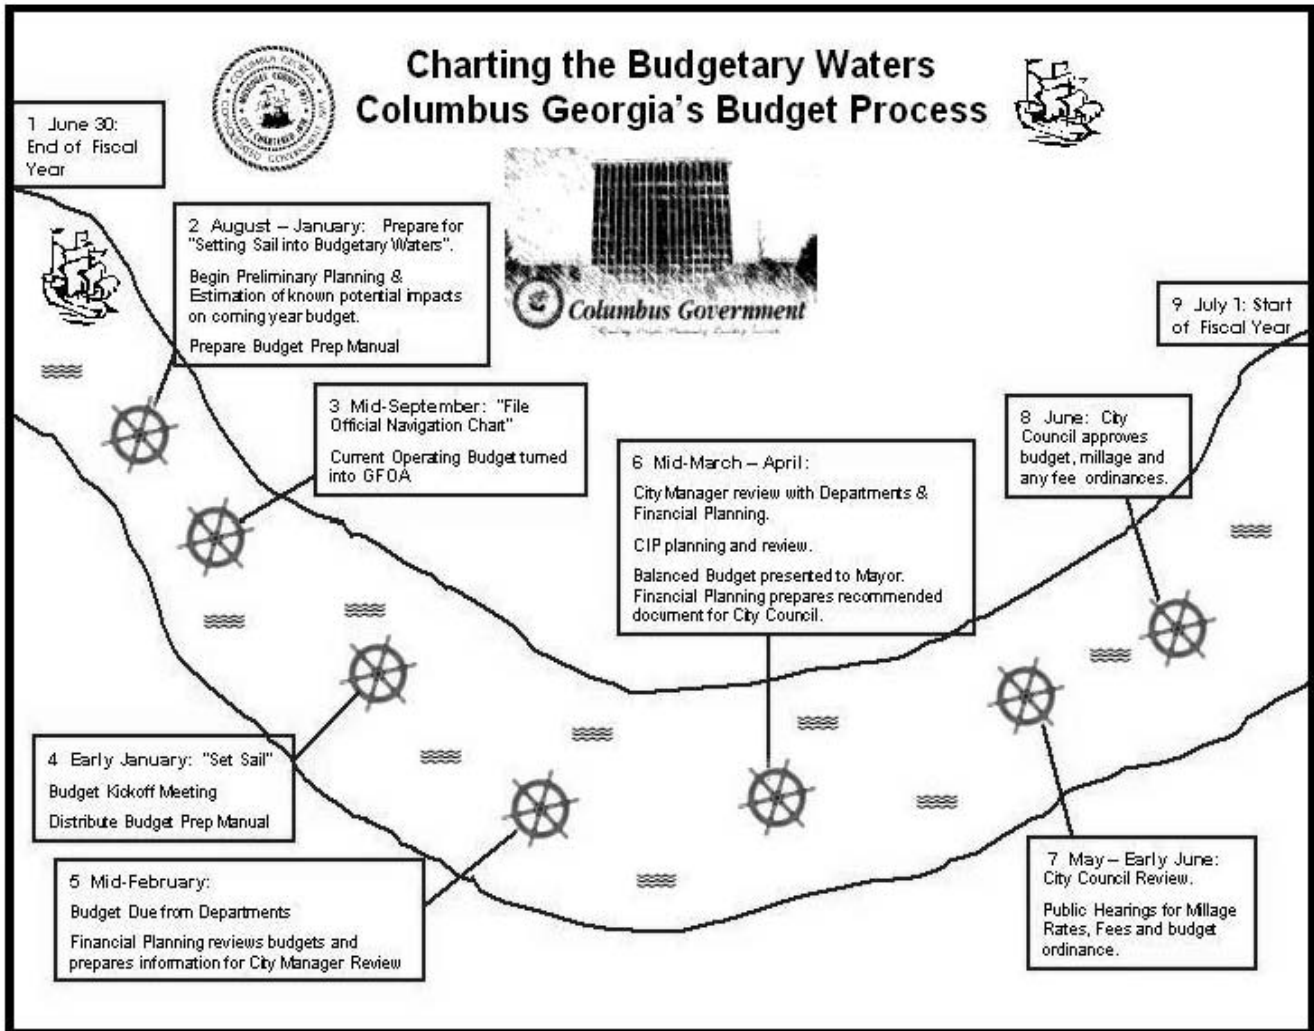 Charting the Budgetary Waters
Columbus Georgia's Budget Process
1 June 30:
End of Fiscal
Year
2 August – January: Prepare for
"Setting Sail into Budgetary Waters".
Begin Preliminary Planning &
Estimation of known potential impacts
on coming year budget.
Prepare Budget Prep Manual
Columbus Government
3 Mid-September: "File
Official Navigation Chart"
Current Operating Budget turned
into GFOA
4 Early January: "Set Sail"
Budget Kickoff Meeting
Distribute Budget Prep Manual
5 Mid-February:
Budget Due from Departments
Financial Planning reviews budgets and
prepares information for City Manager Review
6 Mid-March – April:
City Manager review with Departments &
Financial Planning.
CIP planning and review.
Balanced Budget presented to Mayor.
Financial Planning prepares recommended
document for City Council.
7 May – Early June:
City Council Review.
Public Hearings for Millage
Rates, Fees and budget
ordinance.
8 June: City
Council approves
budget, millage and
any fee ordinances.
9 July 1: Start
of Fiscal Year